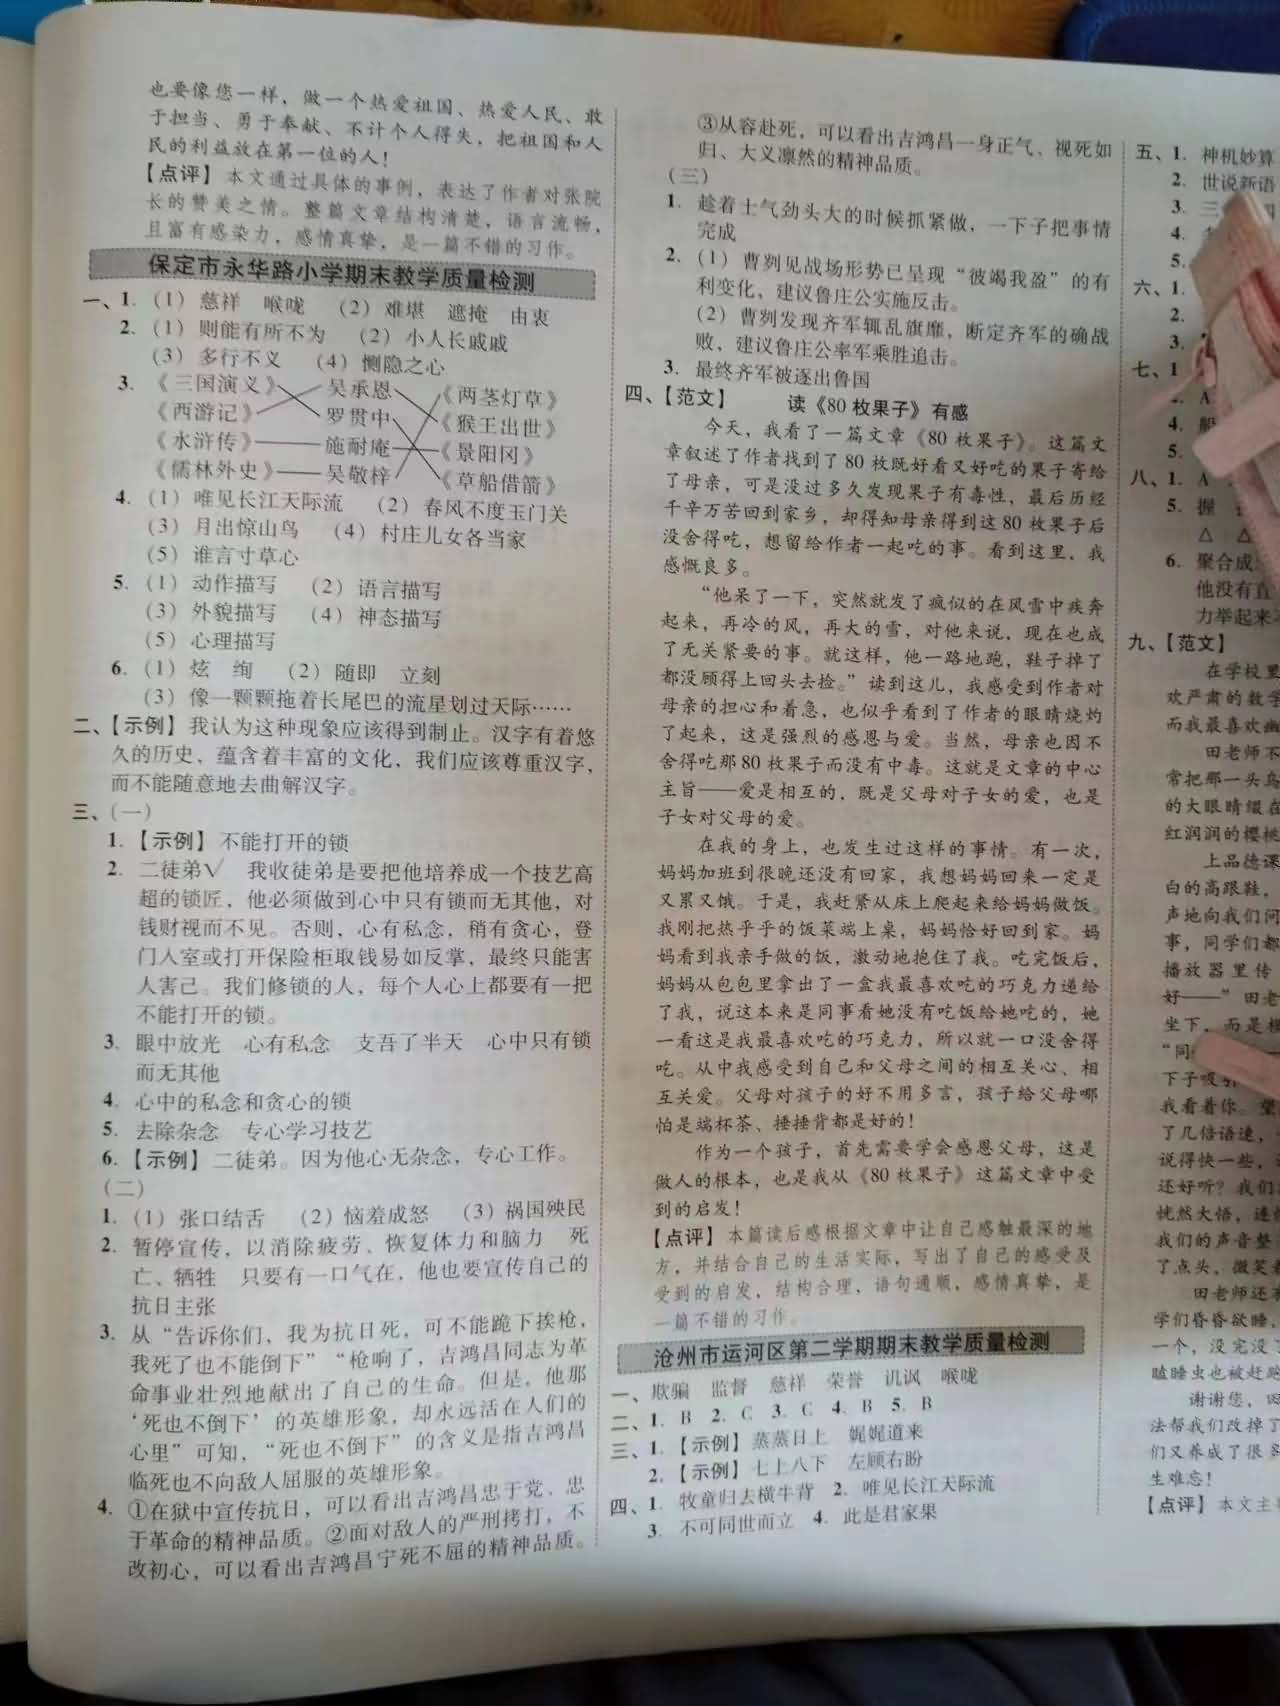 也要像您一样，做一个热爱祖国、热爱人民、敢
于担当、勇于奉献、不计个人得失，把祖国和人
民的利益放在第一位的人！
【点评】本文通过具体的事例，表达了作者对张院
长的赞美之情。整篇文章结构清楚，语言流畅，
且富有感染力，感情真挚，是一篇不错的习作。
保定市永华路小学期末教学质量检测
一、1.（1）慈祥 喉咙 （2）难堪 遮掩 由衷
2.（1）则能有所不为 （2）小人长戚戚
（3）多行不义 （4）恻隐之心
3.《三国演义》 吴承恩 《两茎灯草》
《西游记》 罗贯中 《猴王出世》
《水浒传》 施耐庵 《景阳冈》
《儒林外史》 吴敬梓 《草船借箭》
4.（1）唯见长江天际流 （2）春风不度玉门关
（3）月出惊山鸟 （4）村庄儿女各当家
（5）谁言寸草心
5.（1）动作描写 （2）语言描写
（3）外貌描写 （4）神态描写
（5）心理描写
6.（1）炫 绚 （2）随即 立刻
（3）像一颗颗拖着长尾巴的流星划过天际……
二、【示例】我认为这种现象应该得到制止。汉字有着悠
久的历史，蕴含着丰富的文化，我们应该尊重汉字，
而不能随意地去曲解汉字。
三、（一）
1.【示例】不能打开的锁
2. 二徒弟√ 我收徒弟是要把他培养成一个技艺高
超的锁匠，他必须做到心中只有锁而无其他，对
钱财视而不见。否则，心有私念，稍有贪心，登
门入室或打开保险柜取钱易如反掌，最终只能害
人害己。我们修锁的人，每个人心上都要有一把
不能打开的锁。
3. 眼中放光 心有私念 支吾了半天 心中只有锁
而无其他
4. 心中的私念和贪心的锁
5. 去除杂念 专心学习技艺
6.【示例】二徒弟。因为他心无杂念，专心工作。
（二）
1.（1）张口结舌 （2）恼羞成怒 （3）祸国殃民
2. 暂停宣传，以消除疲劳、恢复体力和脑力 死
亡、牺牲 只要有一口气在，他也要宣传自己的
抗日主张
3. 从“告诉你们，我为抗日死，可不能跪下挨枪，
我死了也不能倒下”“枪响了，吉鸿昌同志为革
命事业壮烈地献出了自己的生命。但是，他那
‘死也不倒下’的英雄形象，却永远活在人们的
心里”可知，“死也不倒下”的含义是指吉鸿昌
临死也不向敌人屈服的英雄形象。
4. ①在狱中宣传抗日，可以看出吉鸿昌忠于党、忠
于革命的精神品质。②面对敌人的严刑拷打，不
改初心，可以看出吉鸿昌宁死不屈的精神品质。
③从容赴死，可以看出吉鸿昌一身正气、视死如
归、大义凛然的精神品质。
（三）
1. 趁着士气劲头大的时候抓紧做，一下子把事情
完成
2.（1）曹刿见战场形势已呈现“彼竭我盈”的有
利变化，建议鲁庄公实施反击。
（2）曹刿发现齐军辄乱旗靡，断定齐军的确战
败，建议鲁庄公率军乘胜追击。
3. 最终齐军被逐出鲁国
四、【范文】 读《80枚果子》有感
今天，我看了一篇文章《80枚果子》。这篇文
章叙述了作者找到了80枚既好看又好吃的果子寄给
了母亲，可是没过多久发现果子有毒性，最后历经
千辛万苦回到家乡，却得知母亲得到这80枚果子后
没舍得吃，想留给作者一起吃的事。看到这里，我
感慨良多。
“他呆了一下，突然就发了疯似的在风雪中疾奔
起来，再冷的风，再大的雪，对他来说，现在也成
了无关紧要的事。就这样，他一路地跑，鞋子掉了
都没顾得上回头去捡。”读到这儿，我感受到作者对
母亲的担心和着急，也似乎看到了作者的眼睛烧灼
了起来，这是强烈的感恩与爱。当然，母亲也因不
舍得吃那80枚果子而没有中毒。这就是文章的中心
主旨——爱是相互的，既是父母对子女的爱，也是
子女对父母的爱。
在我的身上，也发生过这样的事情。有一次，
妈妈加班到很晚还没有回家，我想妈妈回来一定是
又累又饿。于是，我赶紧从床上爬起来给妈妈做饭。
我刚把热乎乎的饭菜端上桌，妈妈恰好回到家。妈
妈看到我亲手做的饭，激动地抱住了我。吃完饭后，
妈妈从包包里拿出了一盒我最喜欢吃的巧克力递给
了我，说这本来是同事看她没有吃饭给她吃的，她
一看这是我最喜欢吃的巧克力，所以就一口没舍得
吃。从中我感受到自己和父母之间的相互关心、相
互关爱。父母对孩子的好不用多言，孩子给父母哪
怕是端杯茶、捶捶背都是好的！
作为一个孩子，首先需要学会感恩父母，这是
做人的根本，也是我从《80枚果子》这篇文章中受
到的启发！
【点评】本篇读后感根据文章中让自己感触最深的地
方，并结合自己的生活实际，写出了自己的感受及
受到的启发，结构合理，语句通顺，感情真挚，是
一篇不错的习作。
沧州市运河区第二学期期末教学质量检测
一、欺骗 监督 慈祥 荣誉 讥讽 喉咙
二、1. B 2. C 3. C 4. B 5. B
三、1.【示例】蒸蒸日上 娓娓道来
2.【示例】七上八下 左顾右盼
四、1. 牧童归去横牛背 2. 唯见长江天际流
3. 不可同世而立 4. 此是君家果
五、1. 神机妙算
2. 世说新语
3. 三
4.
5.
六、1.
2.
3.
七、1
2. A
4. 船
5.
八、1. A
5. 握
△ △
6. 聚合成
他没有直
力举起来
九、【范文】
在学校里
欢严肃的数学
而我最喜欢幽
田老师不
常把那一头乌
的大眼睛缀在
红润润的樱桃
上品德课
白的高跟鞋，
声地向我们问
事，同学们都
播放器里传
好——”田老
坐下，而是模
“同
下子吸引
我看着你。望
了几倍语速，
说得快一些，
还好听？我们
恍然大悟，连
我们的声音整
了点头，微笑着
田老师还有
学们昏昏欲睡，
一个，没完没了
瞌睡虫也被赶跑
谢谢您，田
法帮我们改掉了
们又养成了很多
生难忘！
【点评】本文主要